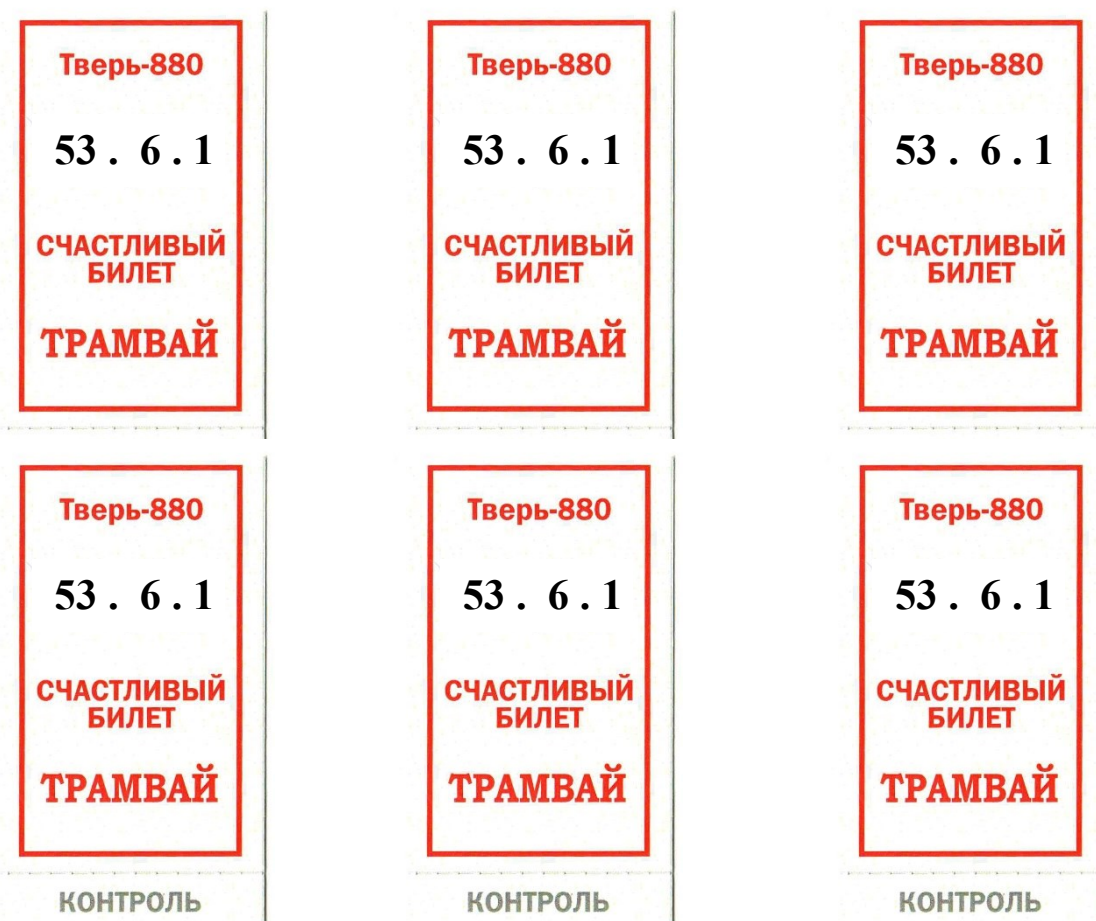 Тверь-880
53 . 6 . 1
СЧАСТЛИВЫЙ
БИЛЕТ
ТРАМВАЙ
Тверь-880
53 . 6 . 1
СЧАСТЛИВЫЙ
БИЛЕТ
ТРАМВАЙ
Тверь-880
53 . 6 . 1
СЧАСТЛИВЫЙ
БИЛЕТ
ТРАМВАЙ
Тверь-880
53 . 6 . 1
СЧАСТЛИВЫЙ
БИЛЕТ
ТРАМВАЙ
КОНТРОЛЬ
Тверь-880
53 . 6 . 1
СЧАСТЛИВЫЙ
БИЛЕТ
ТРАМВАЙ
КОНТРОЛЬ
Тверь-880
53 . 6 . 1
СЧАСТЛИВЫЙ
БИЛЕТ
ТРАМВАЙ
КОНТРОЛЬ